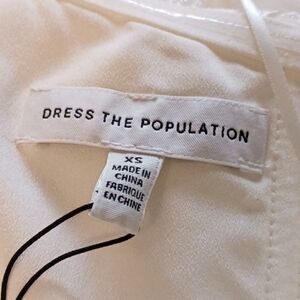 DRESS THE POPULATION
XS
MADE IN
CHINA
FABRIQUE
EN CHINE